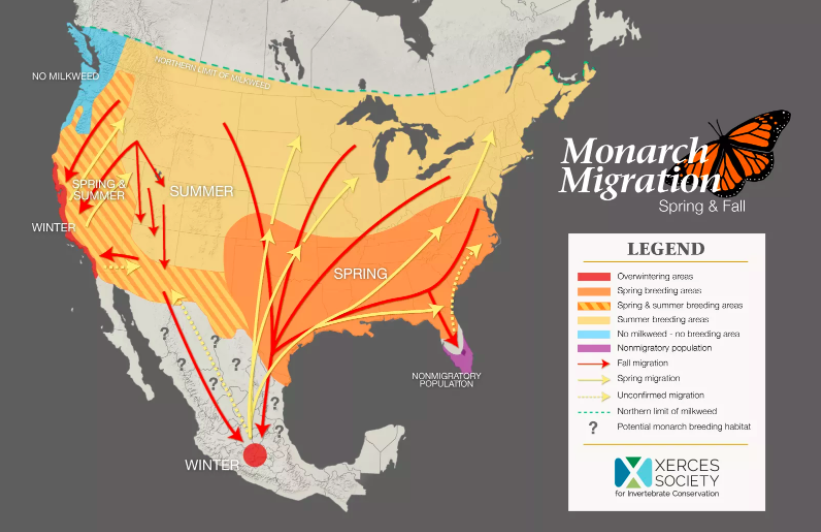 NO MILKWEED
NORTHERN LIMIT OF MILKWEED
SPRING &
SUMMER
SUMMER
WINTER
SPRING
NONMIGRATORY
POPULATION
WINTER
?
?
?
?
?
?
?
Monarch
Migration
Spring & Fall
LEGEND
Overwintering areas
Spring breeding areas
Spring & summer breeding areas
Summer breeding areas
No milkweed - no breeding area
Nonmigratory population
Fall migration
Spring migration
Unconfirmed migration
Northern limit of milkweed
? Potential monarch breeding habitat
XERCES
SOCIETY
for Invertebrate Conservation